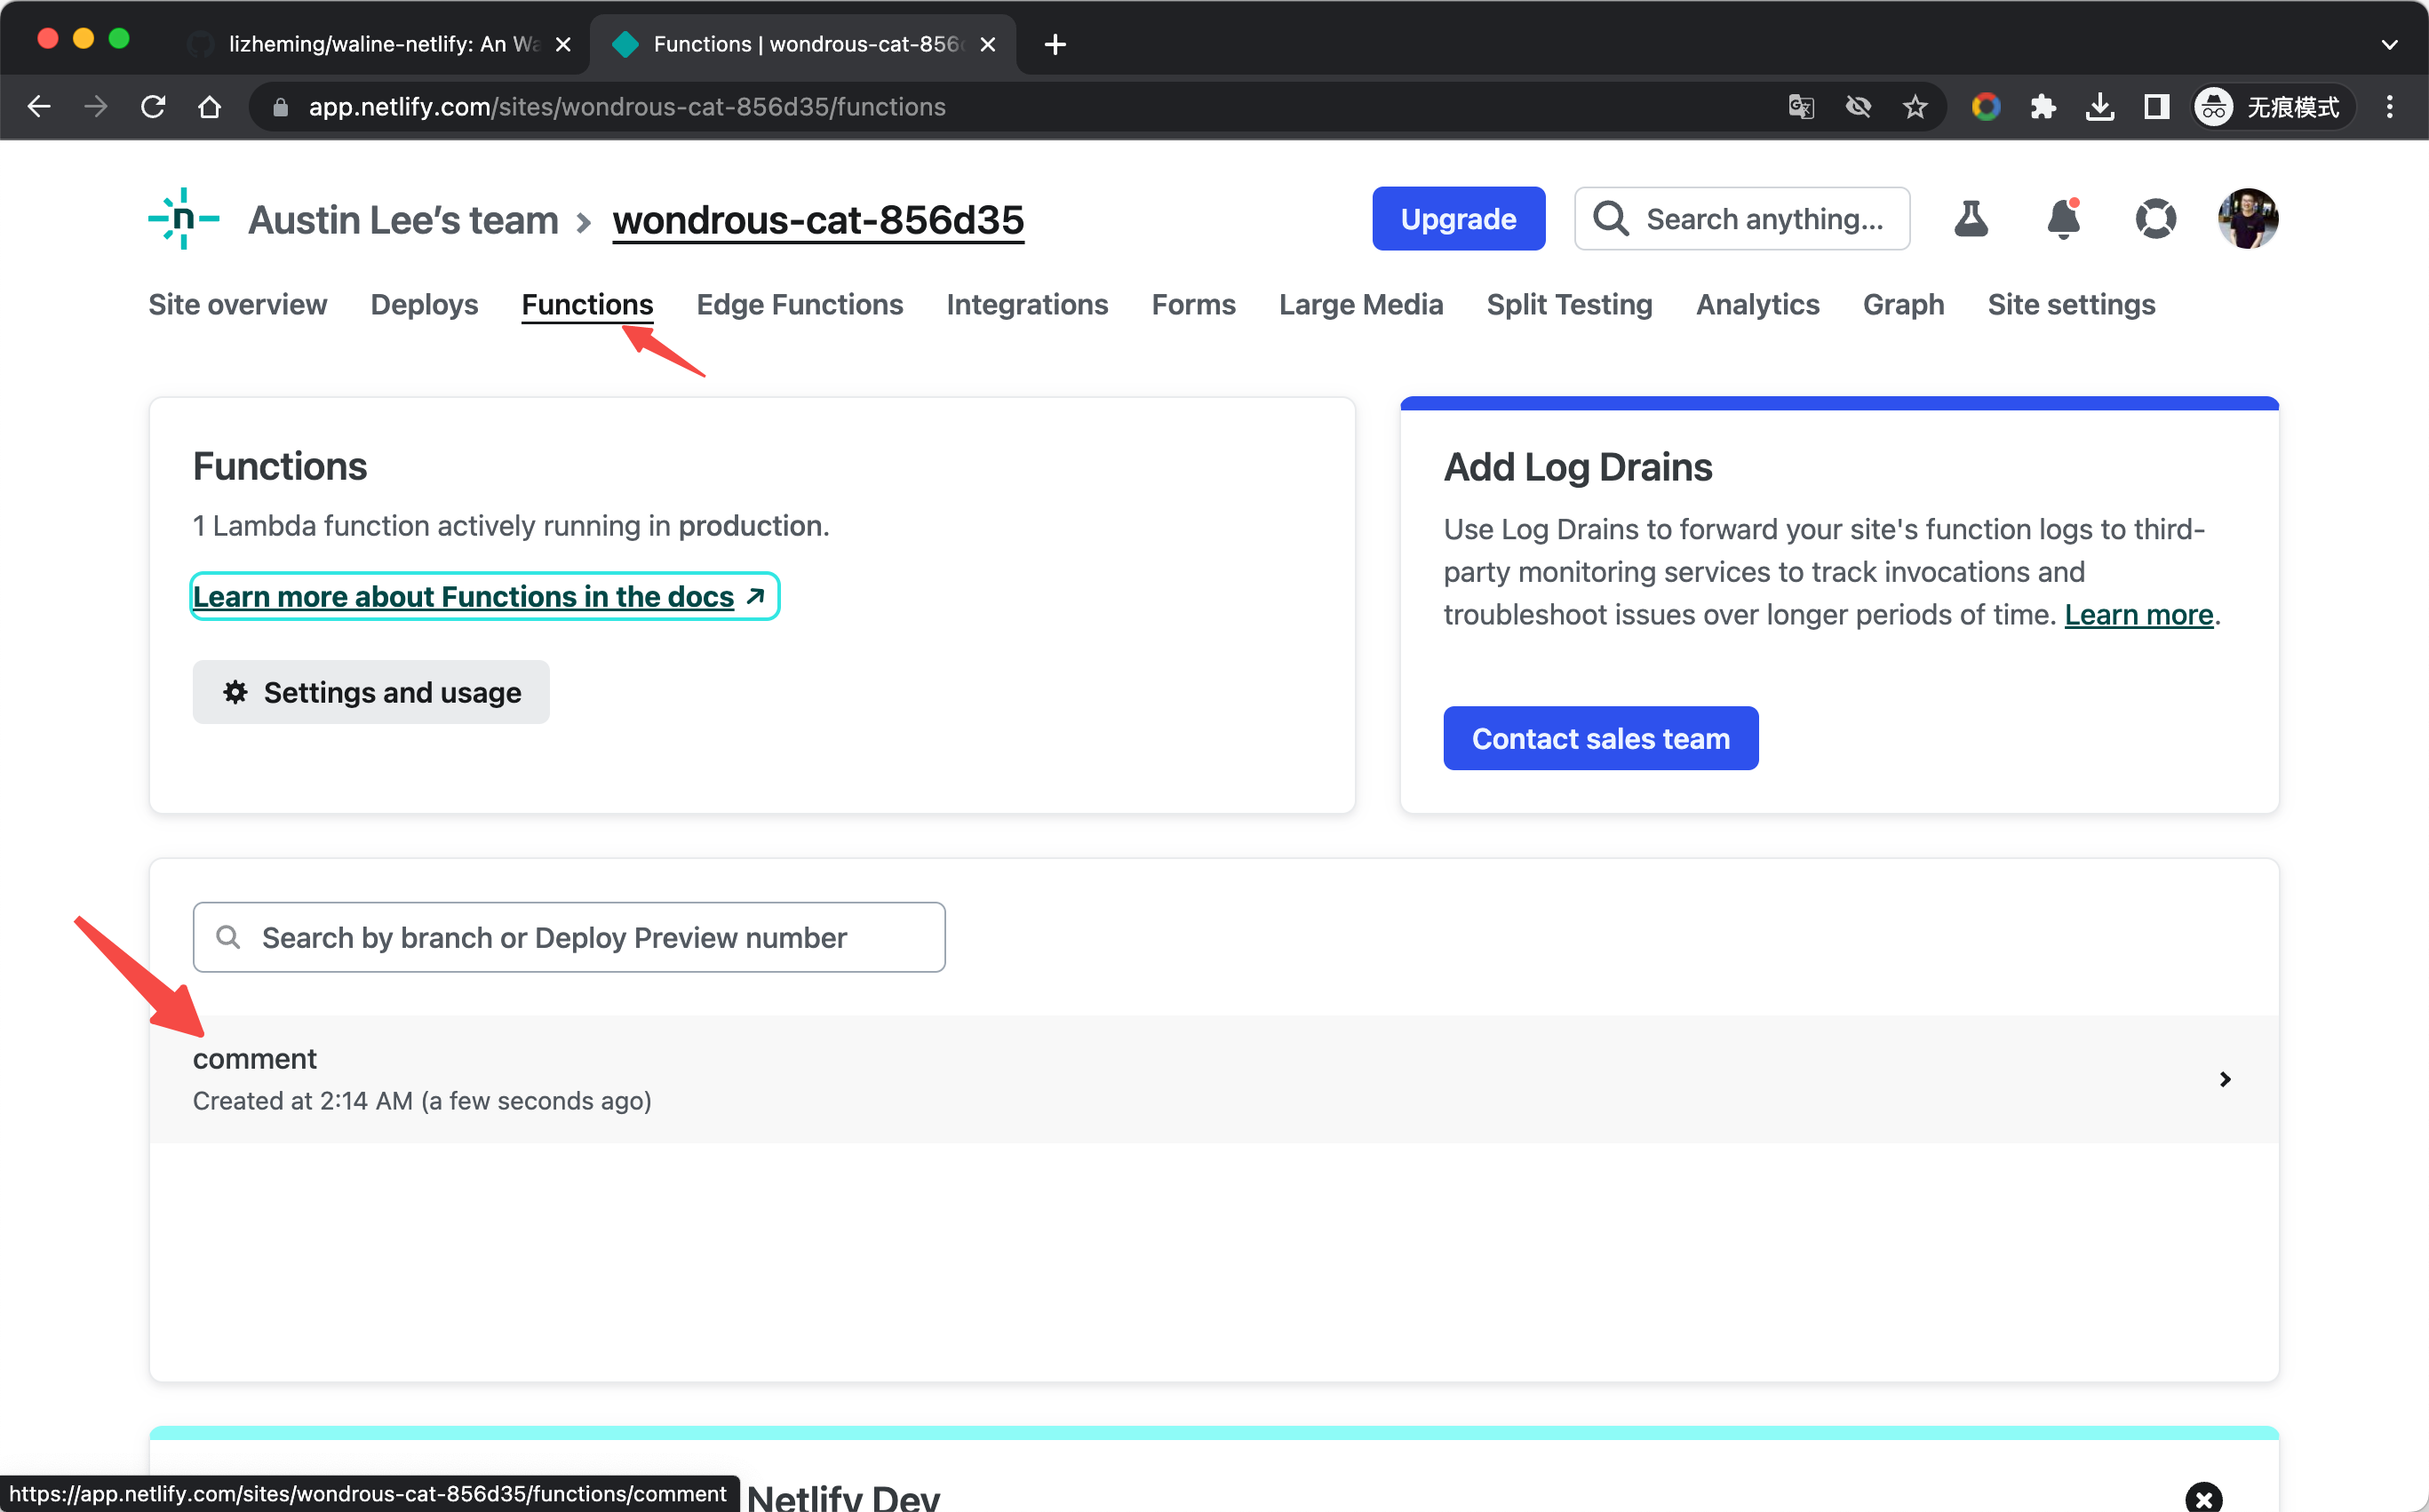 lizheming/waline-netlify: An Wa
Functions | wondrous-cat-856d
app.netlify.com/sites/wondrous-cat-856d35/functions
无痕模式
n
Austin Lee’s team
wondrous-cat-856d35
Upgrade
Search anything...
Site overview
Deploys
Functions
Edge Functions
Integrations
Forms
Large Media
Split Testing
Analytics
Graph
Site settings
Functions
1 Lambda function actively running in production.
Learn more about Functions in the docs
Settings and usage
Add Log Drains
Use Log Drains to forward your site's function logs to third-
party monitoring services to track invocations and
troubleshoot issues over longer periods of time. Learn more.
Contact sales team
Search by branch or Deploy Preview number
comment
Created at 2:14 AM (a few seconds ago)
Netlify Dev
https://app.netlify.com/sites/wondrous-cat-856d35/functions/comment